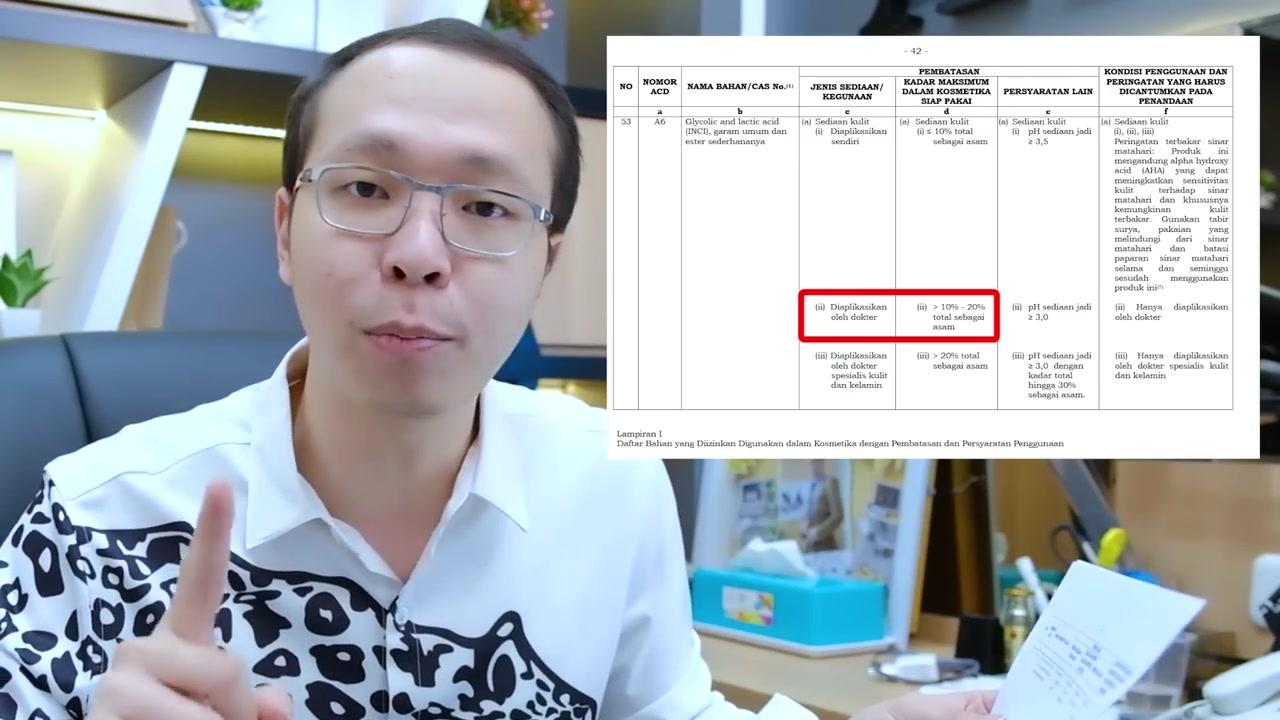 - 42 -
PEMBATASAN
NO
NOMOR
ACD
NAMA BAHAN/CAS No.(1)
JENIS SEDIAAN/
KEGUNAAN
KADAR MAKSIMUM
DALAM KOSMETIKA
SIAP PAKAI
PERSYARATAN LAIN
KONDISI PENGGUNAAN DAN
PERINGATAN YANG HARUS
DICANTUMKAN PADA
PENANDAAN
a
b
c
d
e
f
53
A6
Glycolic and lactic acid
(INCI), garam umum dan
ester sederhananya
(a) Sediaan kulit
(i) Diaplikasikan
sendiri
(a) Sediaan kulit
(i) ≤ 10% total
sebagai asam
(a) Sediaan kulit
(i) pH sediaan jadi
≥ 3,5
(a) Sediaan kulit
(i), (ii), (iii)
Peringatan terbakar sinar
matahari: Produk ini
mengandung alpha hydroxy
acid (AHA) yang dapat
meningkatkan sensitivitas
kulit terhadap sinar
matahari dan khususnya
kemungkinan kulit
terbakar. Gunakan tabir
surya, pakaian yang
melindungi dari sinar
matahari dan batasi
paparan sinar matahari
selama dan seminggu
sesudah menggunakan
produk ini(7)
(ii) Diaplikasikan
oleh dokter
(ii) > 10% - 20%
total sebagai
asam
(ii) pH sediaan jadi
≥ 3,0
(ii) Hanya diaplikasikan
oleh dokter
(iii) Diaplikasikan
oleh dokter
spesialis kulit
dan kelamin
(iii) > 20% total
sebagai asam
(iii) pH sediaan jadi
≥ 3,0 dengan
kadar total
hingga 30%
sebagai asam.
(iii) Hanya diaplikasikan
oleh dokter spesialis kulit
dan kelamin
Lampiran I
Daftar Bahan yang Diizinkan Digunakan dalam Kosmetika dengan Pembatasan dan Persyaratan Penggunaan